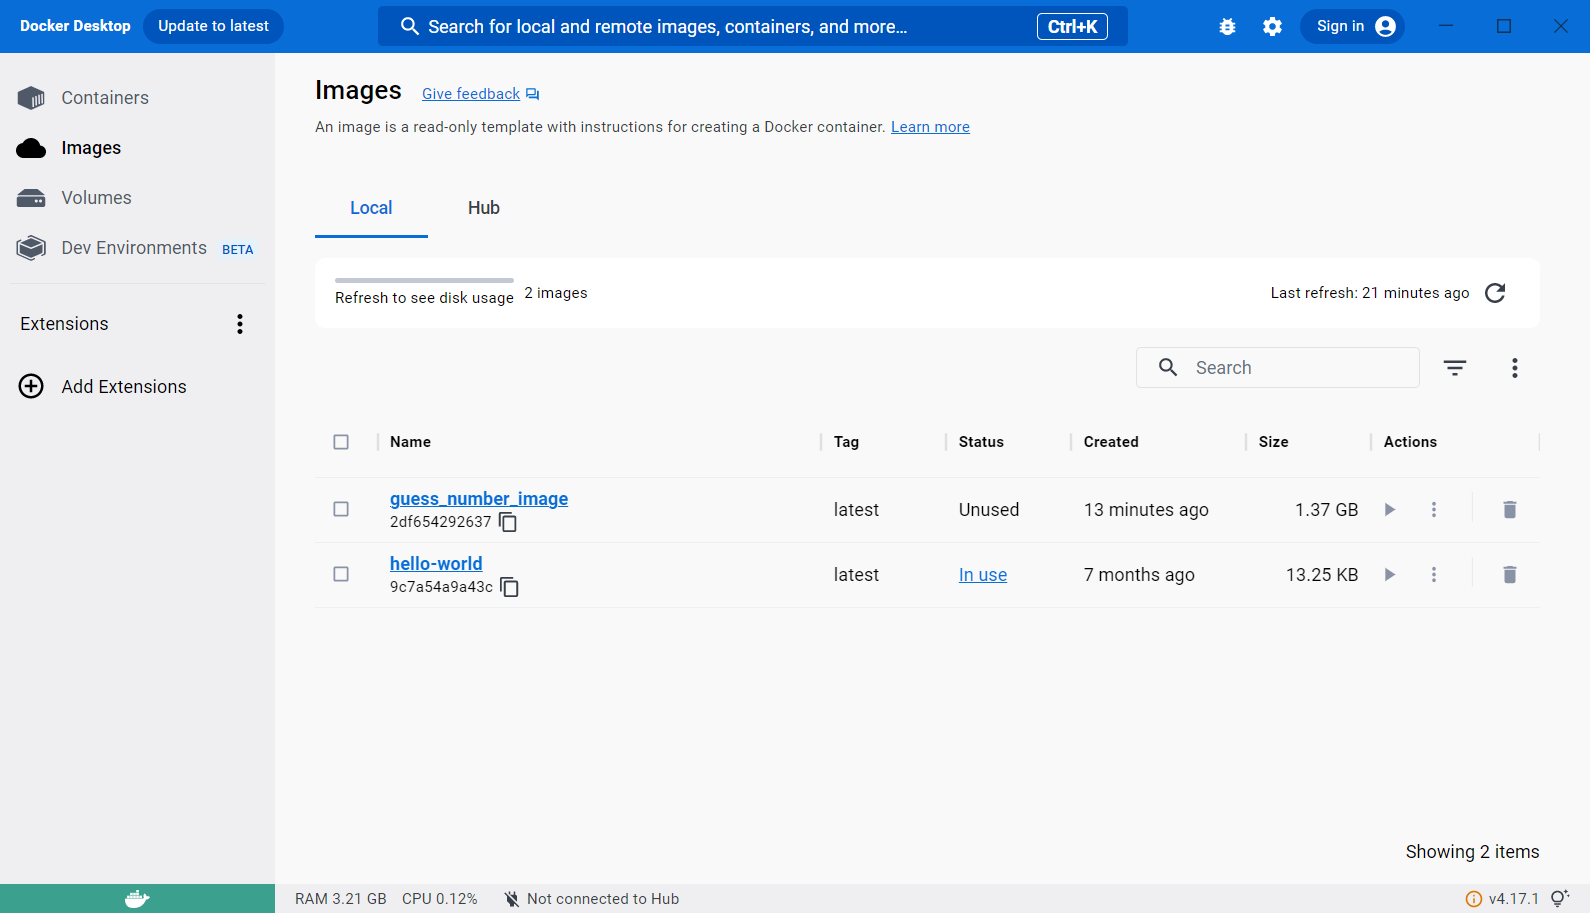 Docker Desktop
Update to latest
Search for local and remote images, containers, and more...
Ctrl+K
Sign in
Containers
Images
Volumes
Dev Environments BETA
Extensions
Add Extensions
Images
Give feedback
An image is a read-only template with instructions for creating a Docker container. Learn more
Local
Hub
Refresh to see disk usage
2 images
Last refresh: 21 minutes ago
Search
Name Tag Status Created Size Actions
guess_number_image
2df654292637
latest Unused 13 minutes ago 1.37 GB
hello-world
9c7a54a9a43c
latest In use 7 months ago 13.25 KB
Showing 2 items
RAM 3.21 GB CPU 0.12% Not connected to Hub
v4.17.1